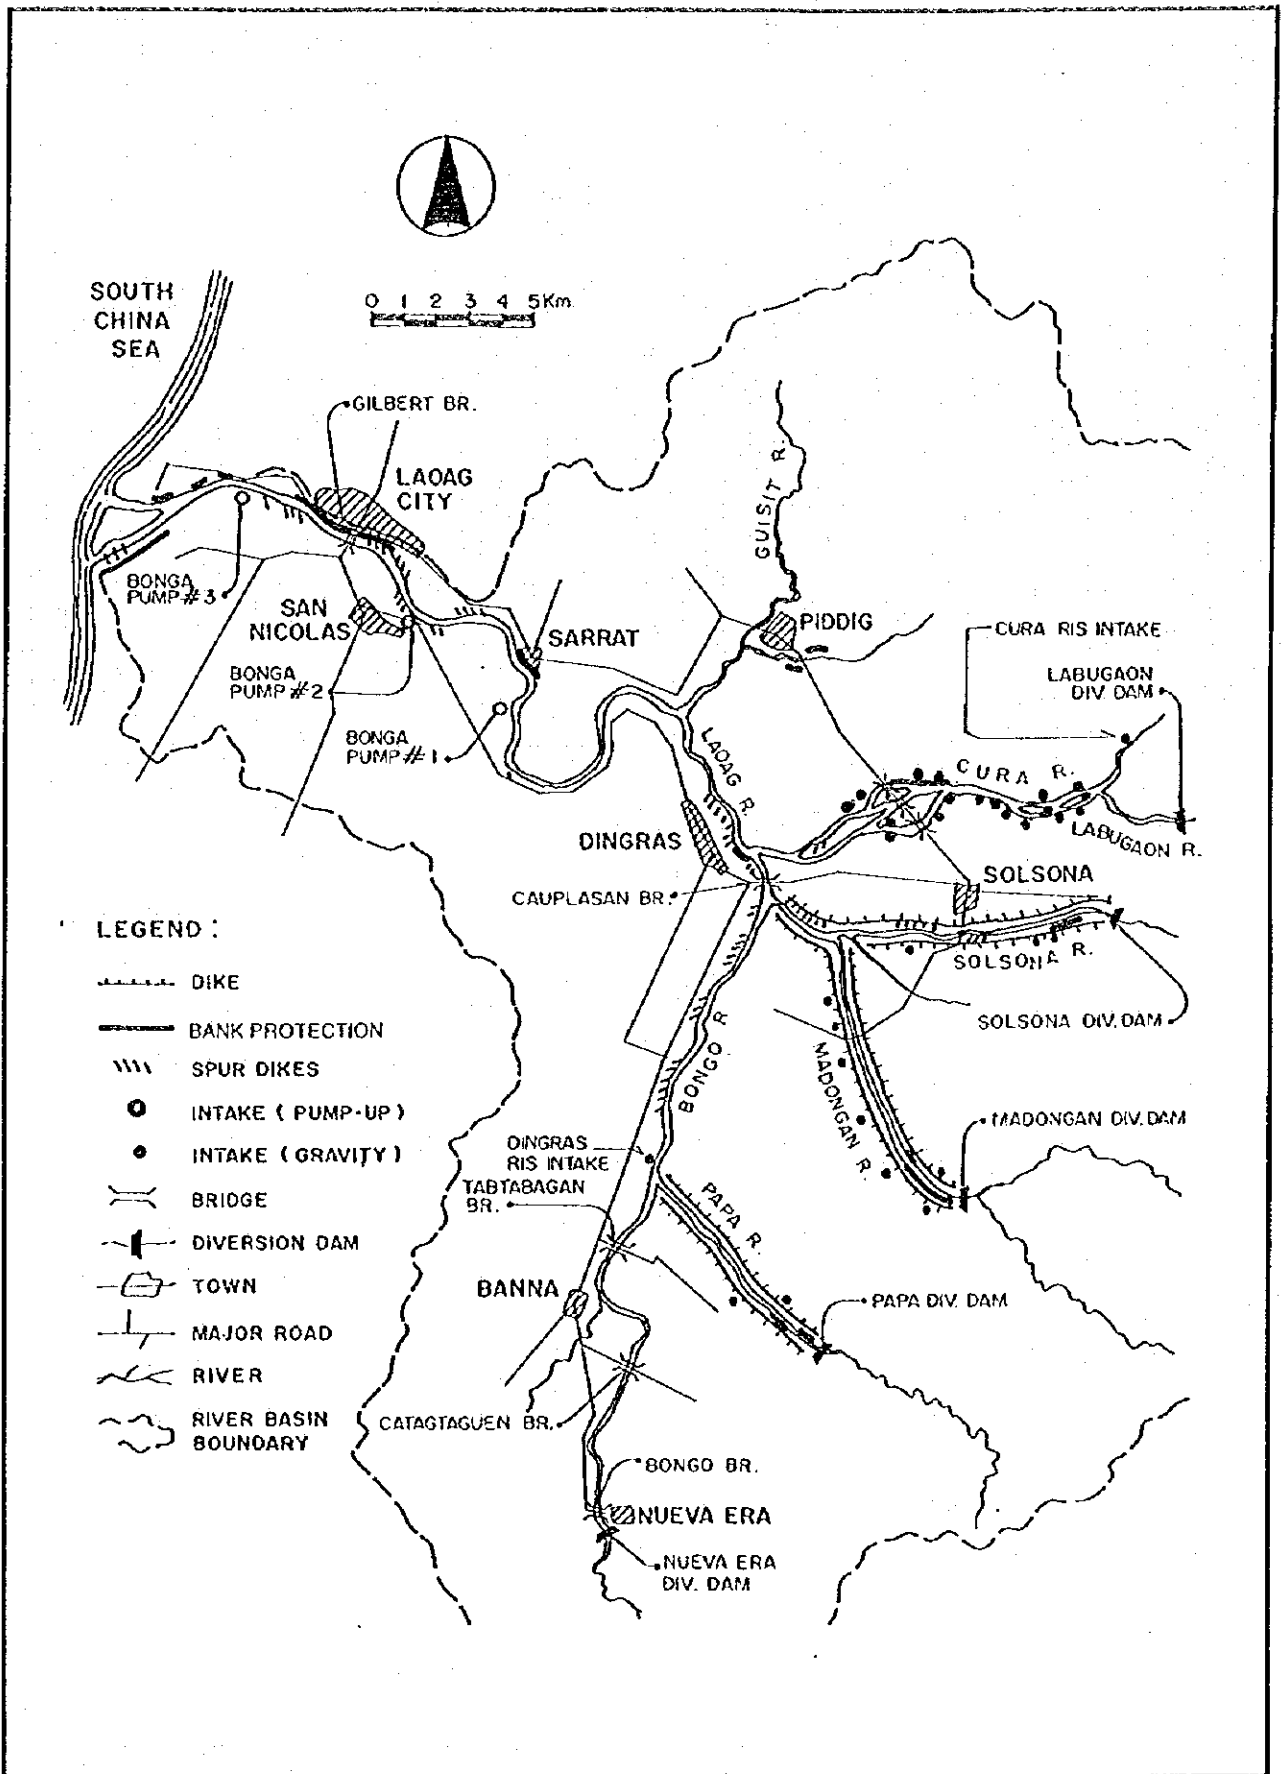 SOUTH
CHINA
SEA
0 1 2 3 4 5Km.
GILBERT BR.
LAOAG
CITY
GUISIT R.
BONGA
PUMP #3
SAN
NICOLAS
SARRAT
PIDDIG
CURA RIS INTAKE
BONGA
PUMP #2
LABUGAON
DIV. DAM
BONGA
PUMP #1
LAOAG R.
CURA R.
LABUGAON R.
DINGRAS
SOLSONA
CAUPLASAN BR.
SOLSONA R.
SOLSONA DIV. DAM
BONGO R.
MADONGAN R.
MADONGAN DIV. DAM
DINGRAS
RIS INTAKE
TABTABAGAN
BR.
PAPA R.
BANNA
PAPA DIV. DAM
CATAGTAGUEN BR.
BONGO BR.
NUEVA ERA
NUEVA ERA
DIV. DAM
LEGEND :
DIKE
BANK PROTECTION
SPUR DIKES
INTAKE ( PUMP-UP )
INTAKE ( GRAVITY )
BRIDGE
DIVERSION DAM
TOWN
MAJOR ROAD
RIVER
RIVER BASIN
BOUNDARY